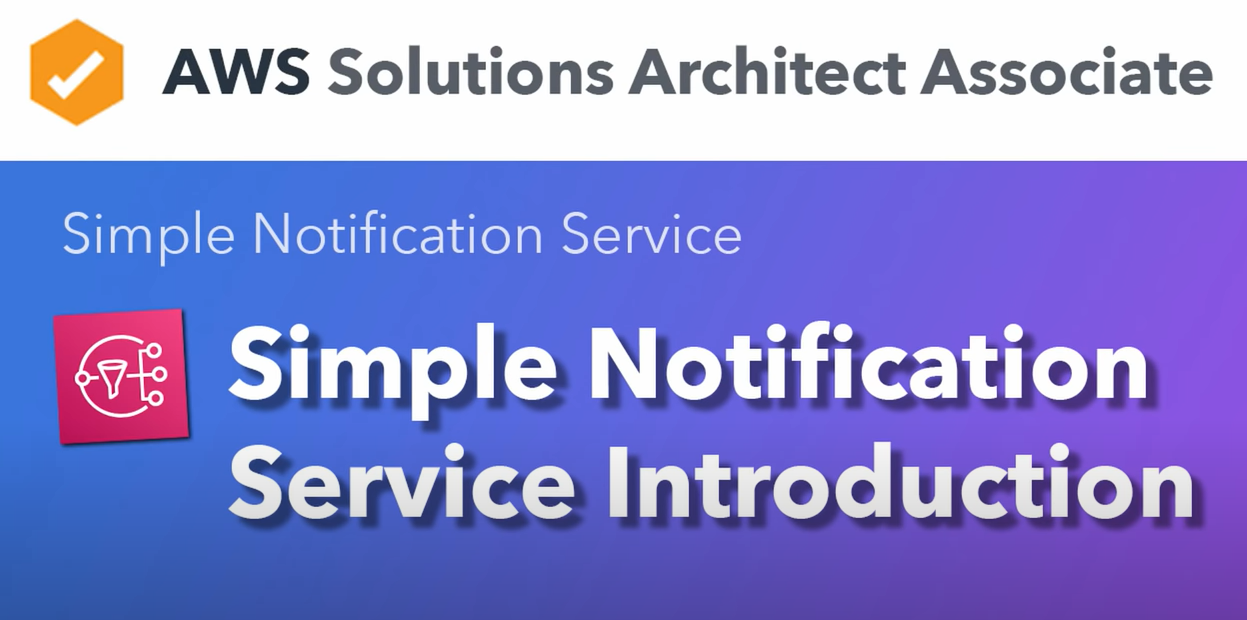 AWS Solutions Architect Associate
Simple Notification Service
Simple Notification
Service Introduction